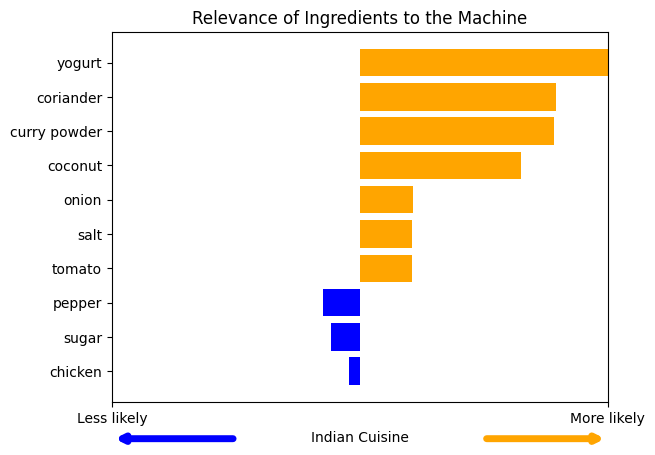 Relevance of Ingredients to the Machine
yogurt
coriander
curry powder
coconut
onion
salt
tomato
pepper
sugar
chicken
Less likely
More likely
Indian Cuisine